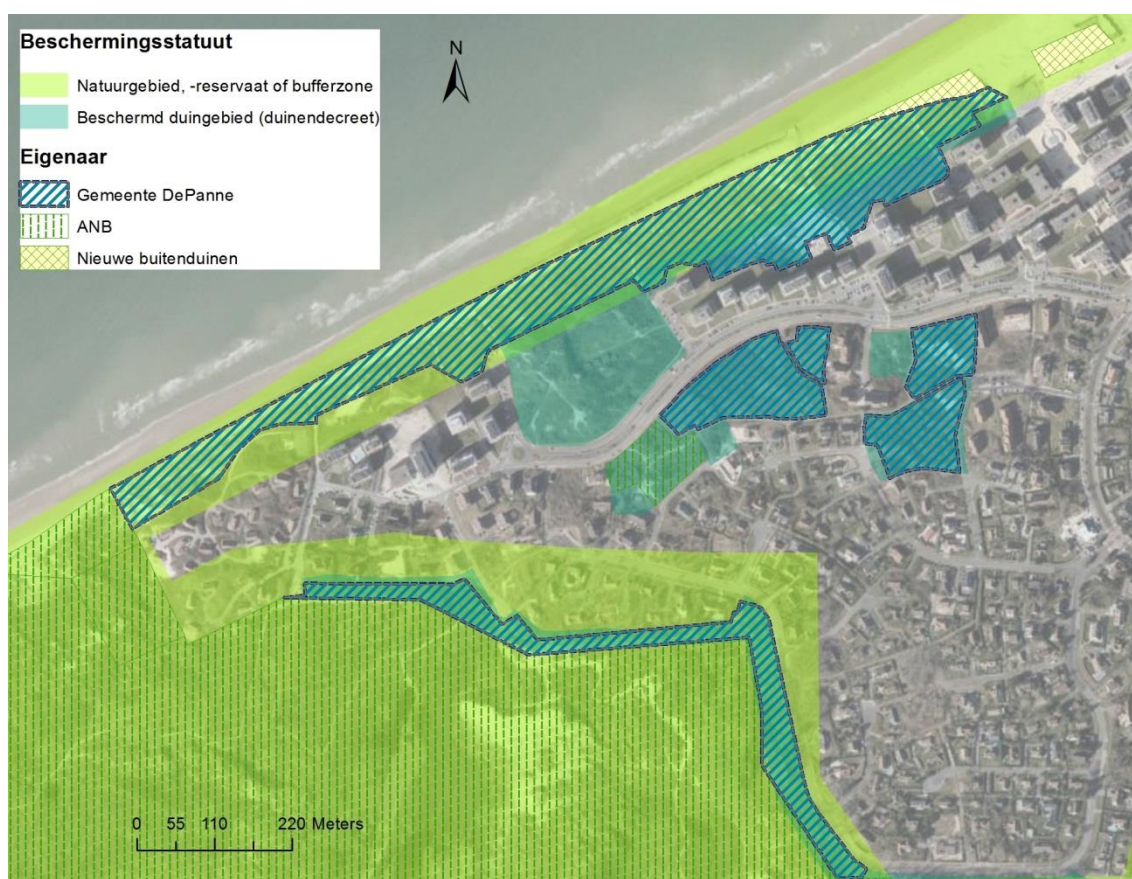 Beschermingsstatuut
Natuurgebied, -reservaat of bufferzone
Beschermd duingebied (duinendecreet)
Eigenaar
Gemeente DePanne
ANB
Nieuwe buitenduinen
N
0 55 110 220 Meters